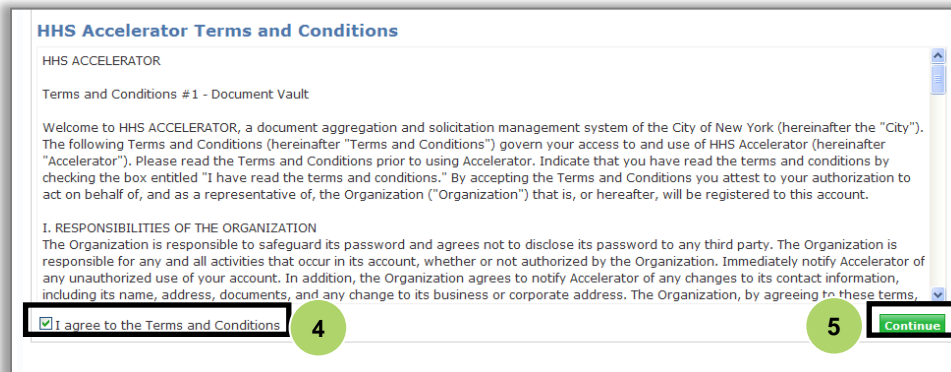 HHS Accelerator Terms and Conditions
HHS ACCELERATOR
Terms and Conditions #1 - Document Vault
Welcome to HHS ACCELERATOR, a document aggregation and solicitation management system of the City of New York (hereinafter the "City").
The following Terms and Conditions (hereinafter "Terms and Conditions") govern your access to and use of HHS Accelerator (hereinafter
"Accelerator"). Please read the Terms and Conditions prior to using Accelerator. Indicate that you have read the terms and conditions by
checking the box entitled "I have read the terms and conditions." By accepting the Terms and Conditions you attest to your authorization to
act on behalf of, and as a representative of, the Organization ("Organization") that is, or hereafter, will be registered to this account.
I. RESPONSIBILITIES OF THE ORGANIZATION
The Organization is responsible to safeguard its password and agrees not to disclose its password to any third party. The Organization is
responsible for any and all activities that occur in its account, whether or not authorized by the Organization. Immediately notify Accelerator of
any unauthorized use of your account. In addition, the Organization agrees to notify Accelerator of any changes to its contact information,
including its name, address, documents, and any change to its business or corporate address. The Organization, by agreeing to these terms,
I agree to the Terms and Conditions 4 5 Continue